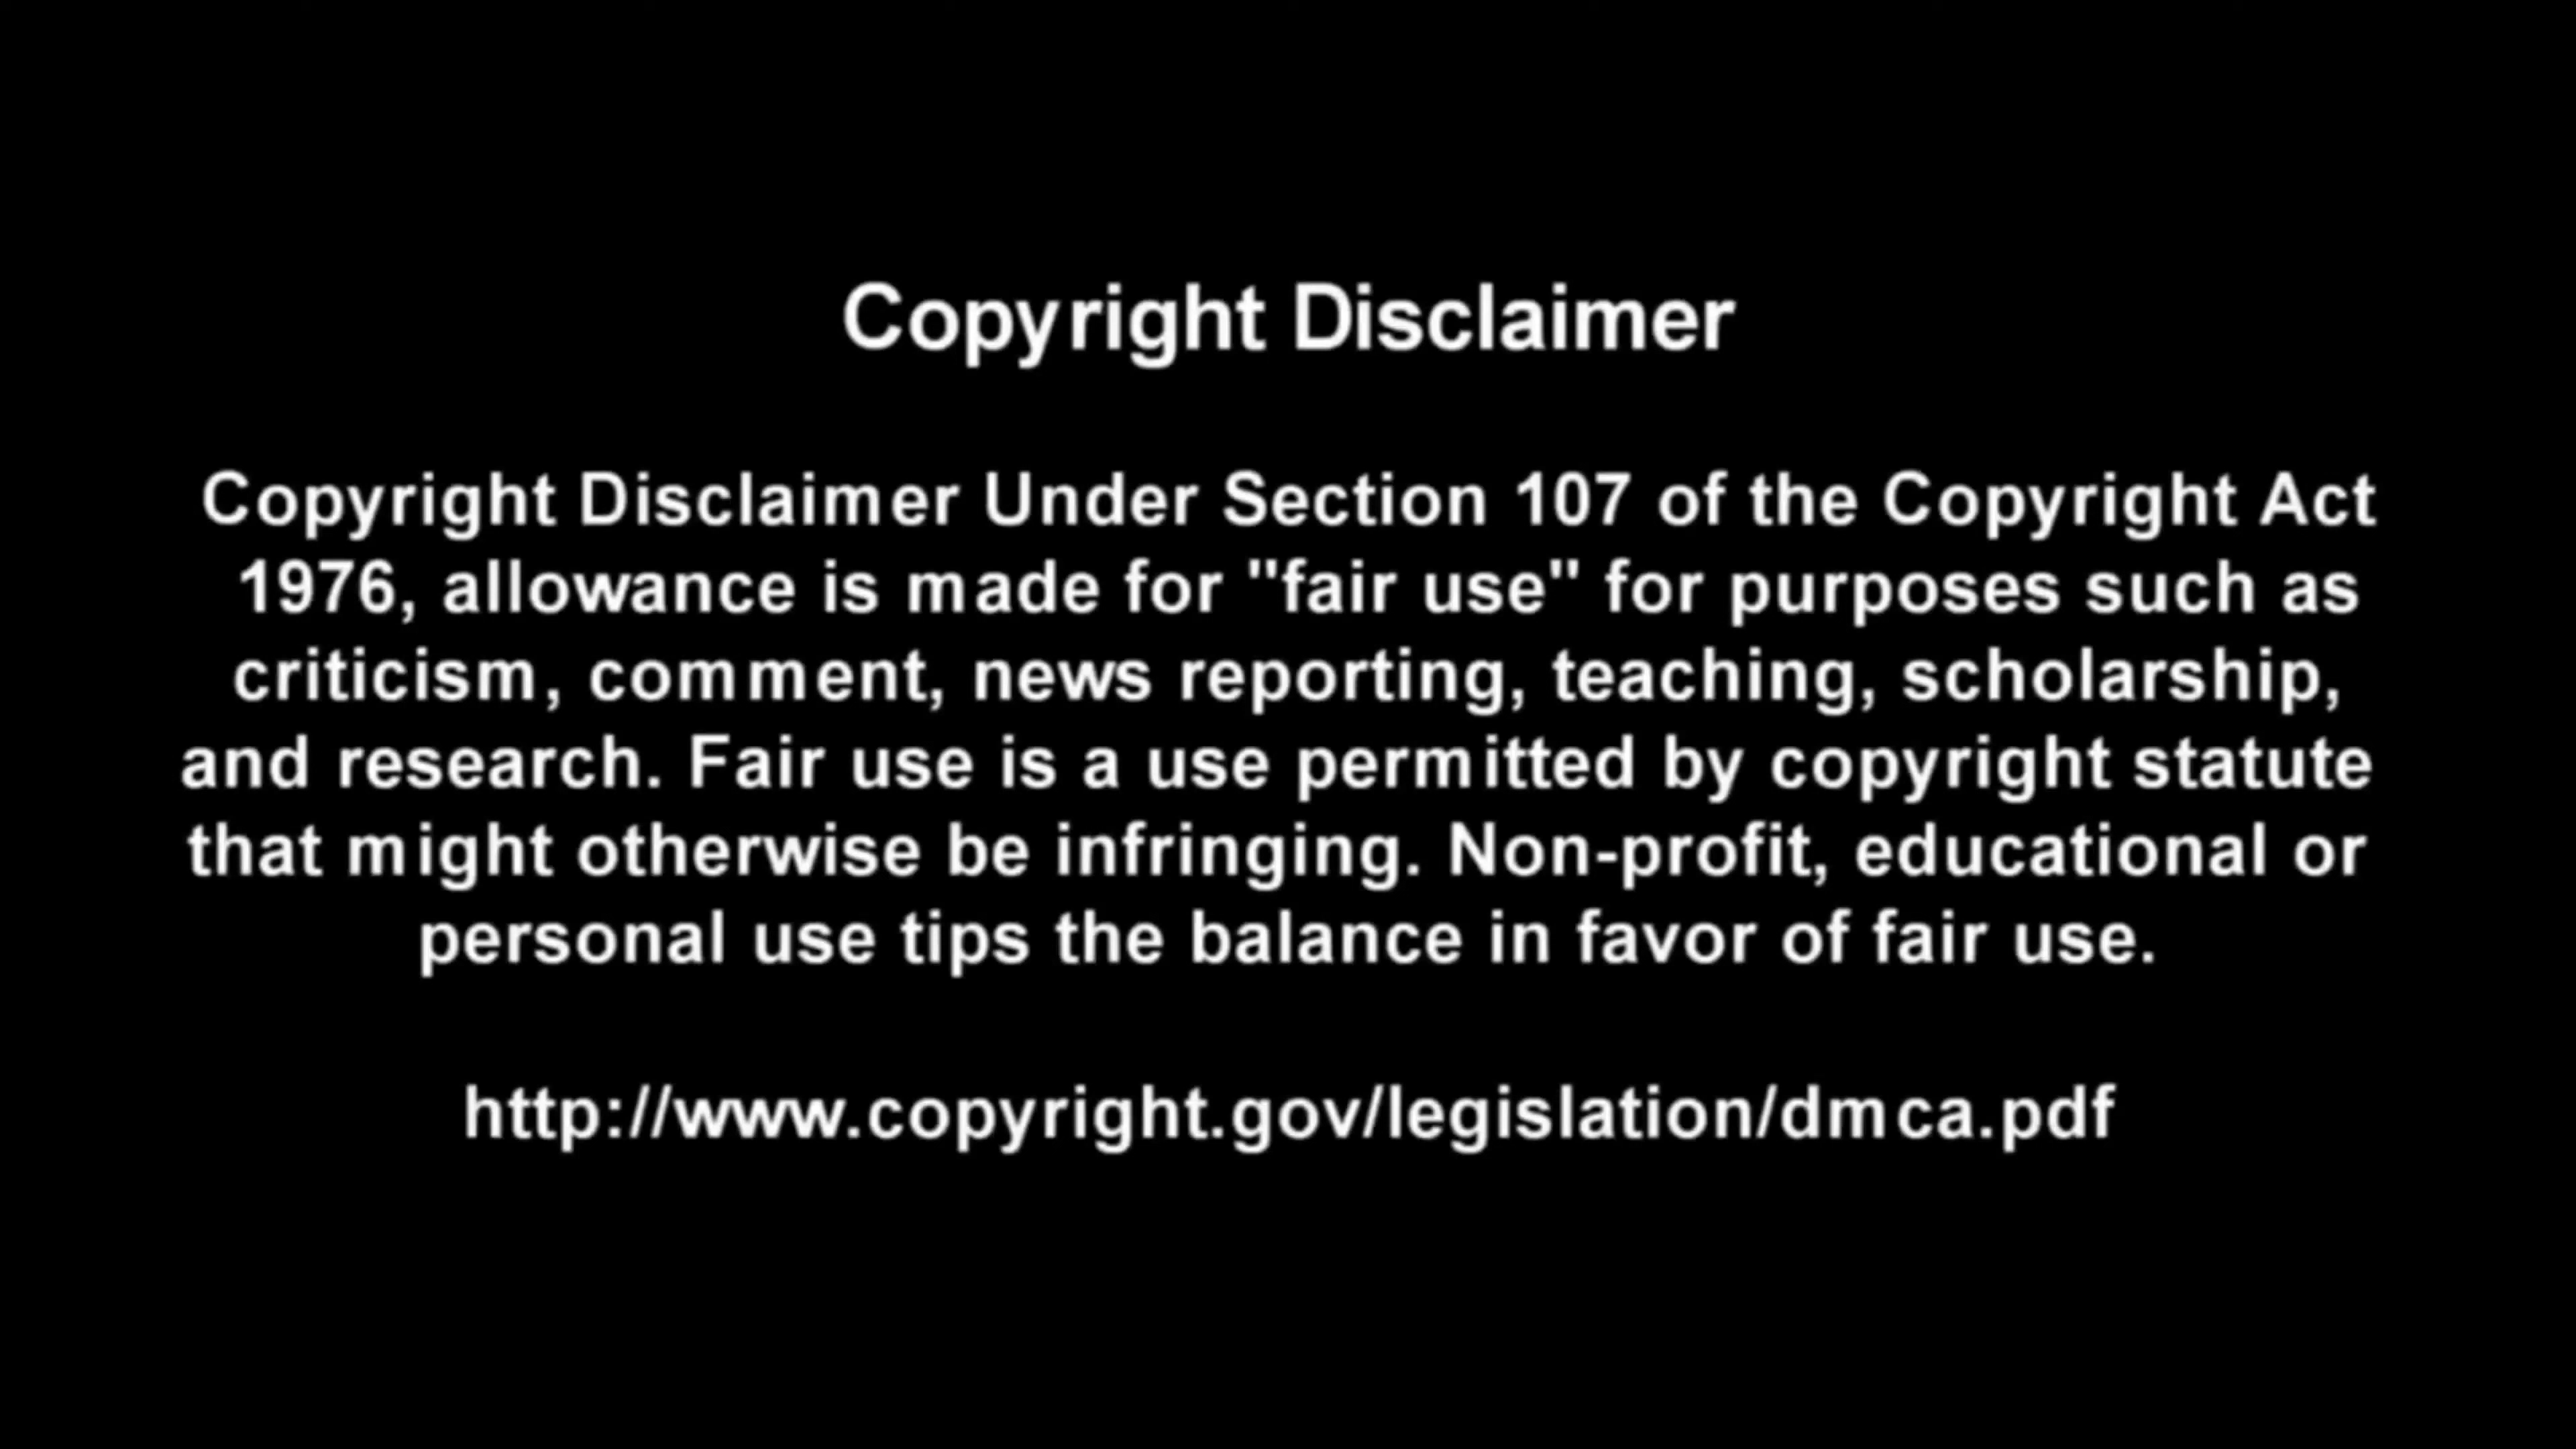 Copyright Disclaimer
Copyright Disclaimer Under Section 107 of the Copyright Act
1976, allowance is made for "fair use" for purposes such as
criticism, comment, news reporting, teaching, scholarship,
and research. Fair use is a use permitted by copyright statute
that might otherwise be infringing. Non-profit, educational or
personal use tips the balance in favor of fair use.
http://www.copyright.gov/legislation/dmca.pdf